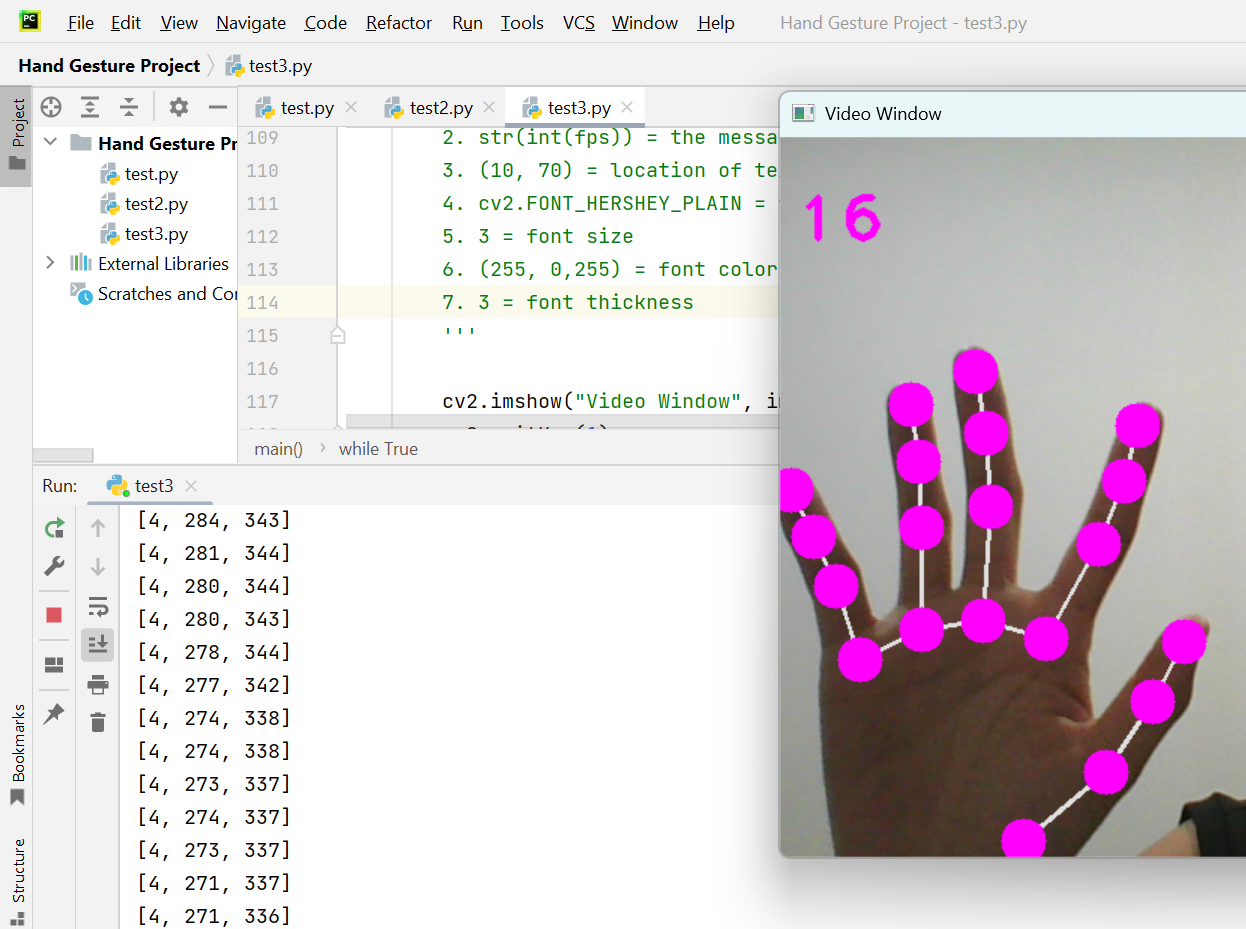 PC
File Edit View Navigate Code Refactor Run Tools VCS Window Help Hand Gesture Project - test3.py
Hand Gesture Project test3.py
Project
test.py test2.py test3.py
Hand Gesture Pr
test.py
test2.py
test3.py
External Libraries
Scratches and Co
109 2. str(int(fps)) = the messa
110 3. (10, 70) = location of te
111 4. cv2.FONT_HERSHEY_PLAIN =
112 5. 3 = font size
113 6. (255, 0,255) = font color
114 7. 3 = font thickness
115 '''
116
117 cv2.imshow("Video Window", i
main() while True
Video Window
16
Run: test3
[4, 284, 343]
[4, 281, 344]
[4, 280, 344]
[4, 280, 343]
[4, 278, 344]
[4, 277, 342]
[4, 274, 338]
[4, 274, 338]
[4, 273, 337]
[4, 274, 337]
[4, 273, 337]
[4, 271, 337]
[4, 271, 336]
Bookmarks
Structure